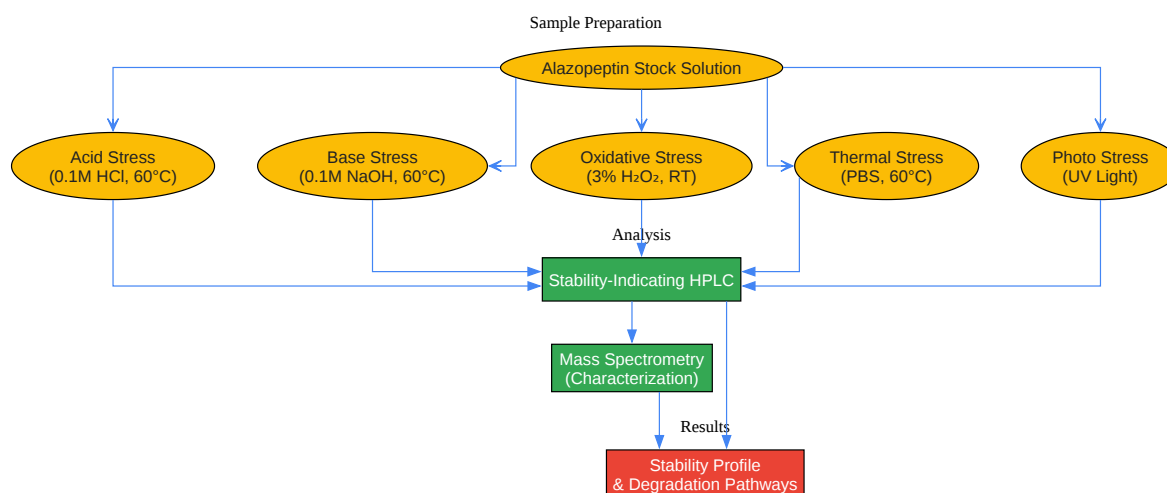 Sample Preparation
Alazopeptin Stock Solution
Acid Stress
(0.1M HCl, 60°C)
Base Stress
(0.1M NaOH, 60°C)
Oxidative Stress
(3% H₂O₂, RT)
Thermal Stress
(PBS, 60°C)
Photo Stress
(UV Light)
Analysis
Stability-Indicating HPLC
Mass Spectrometry
(Characterization)
Results
Stability Profile
& Degradation Pathways